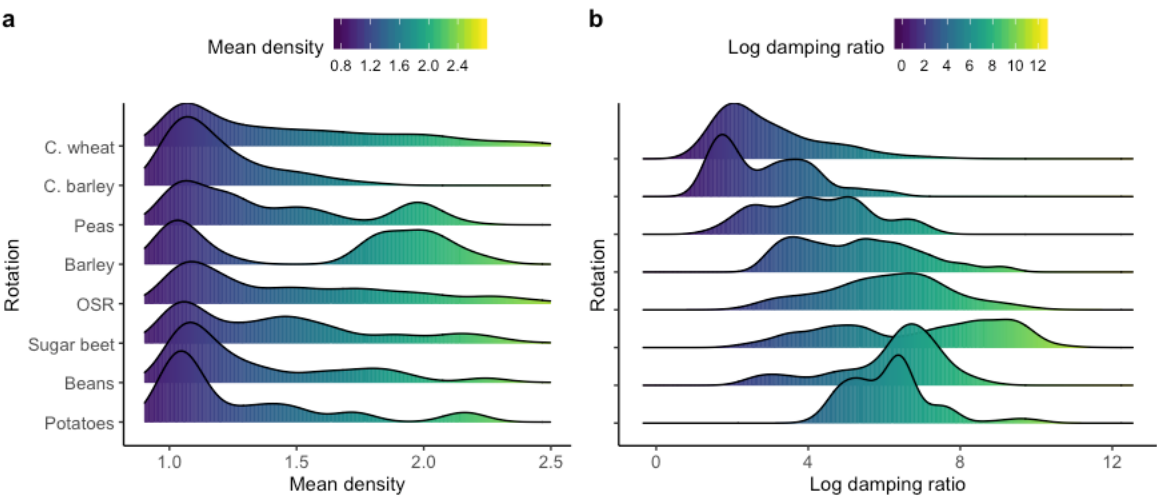 a
Mean density
0.8 1.2 1.6 2.0 2.4
Rotation
C. wheat
C. barley
Peas
Barley
OSR
Sugar beet
Beans
Potatoes
1.0 1.5 2.0 2.5
Mean density
b
Log damping ratio
0 2 4 6 8 10 12
Rotation
0 4 8 12
Log damping ratio